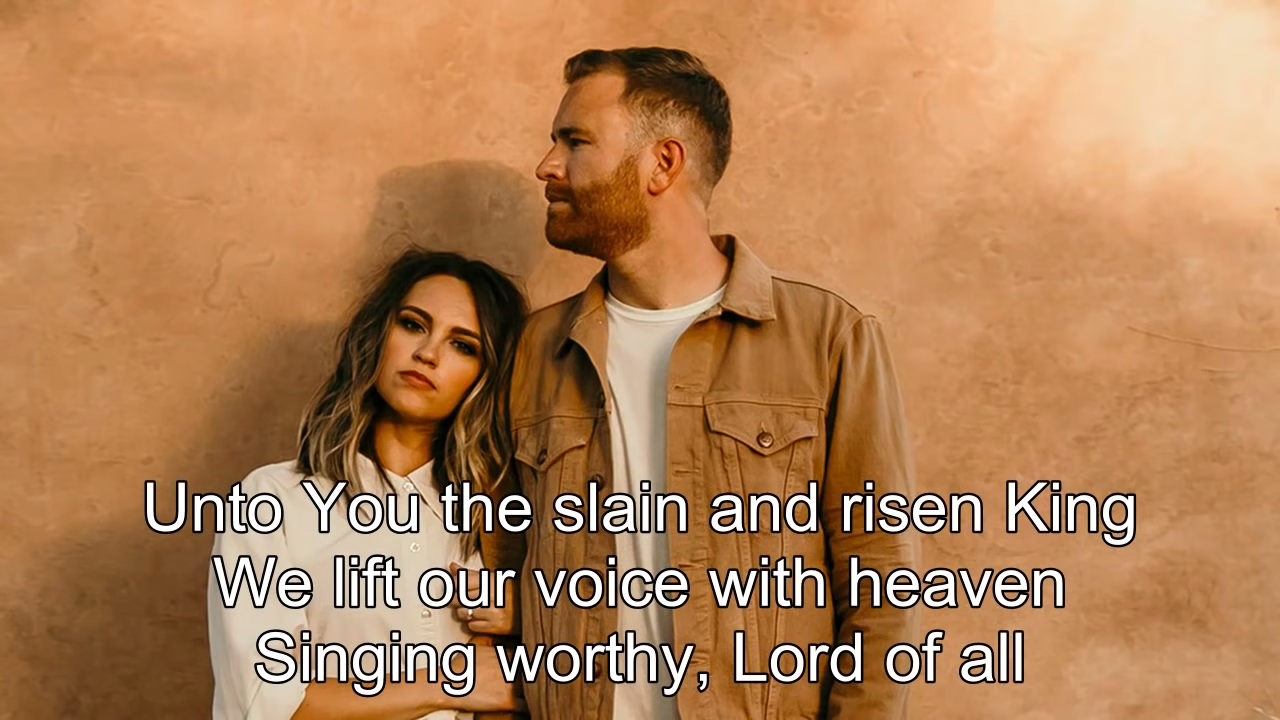 Unto You the slain and risen King
We lift our voice with heaven
Singing worthy, Lord of all